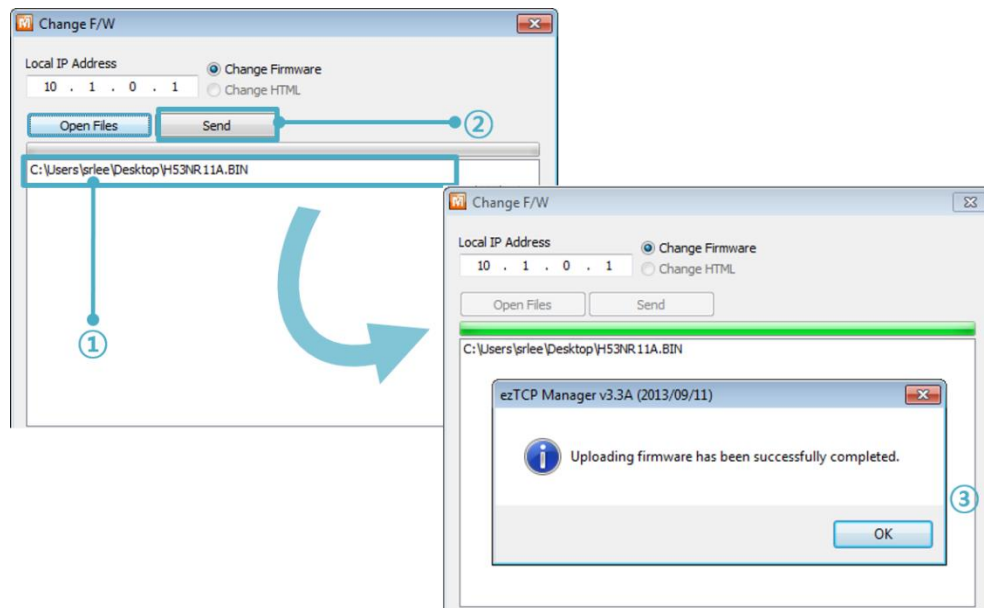 Change F/W
Local IP Address
10 . 1 . 0 . 1
Change Firmware
Change HTML
Open Files
Send
②
C:\Users\srlee\Desktop\H53NR11A.BIN
①
Change F/W
Local IP Address
10 . 1 . 0 . 1
Change Firmware
Change HTML
Open Files
Send
C:\Users\srlee\Desktop\H53NR11A.BIN
ezTCP Manager v3.3A (2013/09/11)
Uploading firmware has been successfully completed.
③
OK